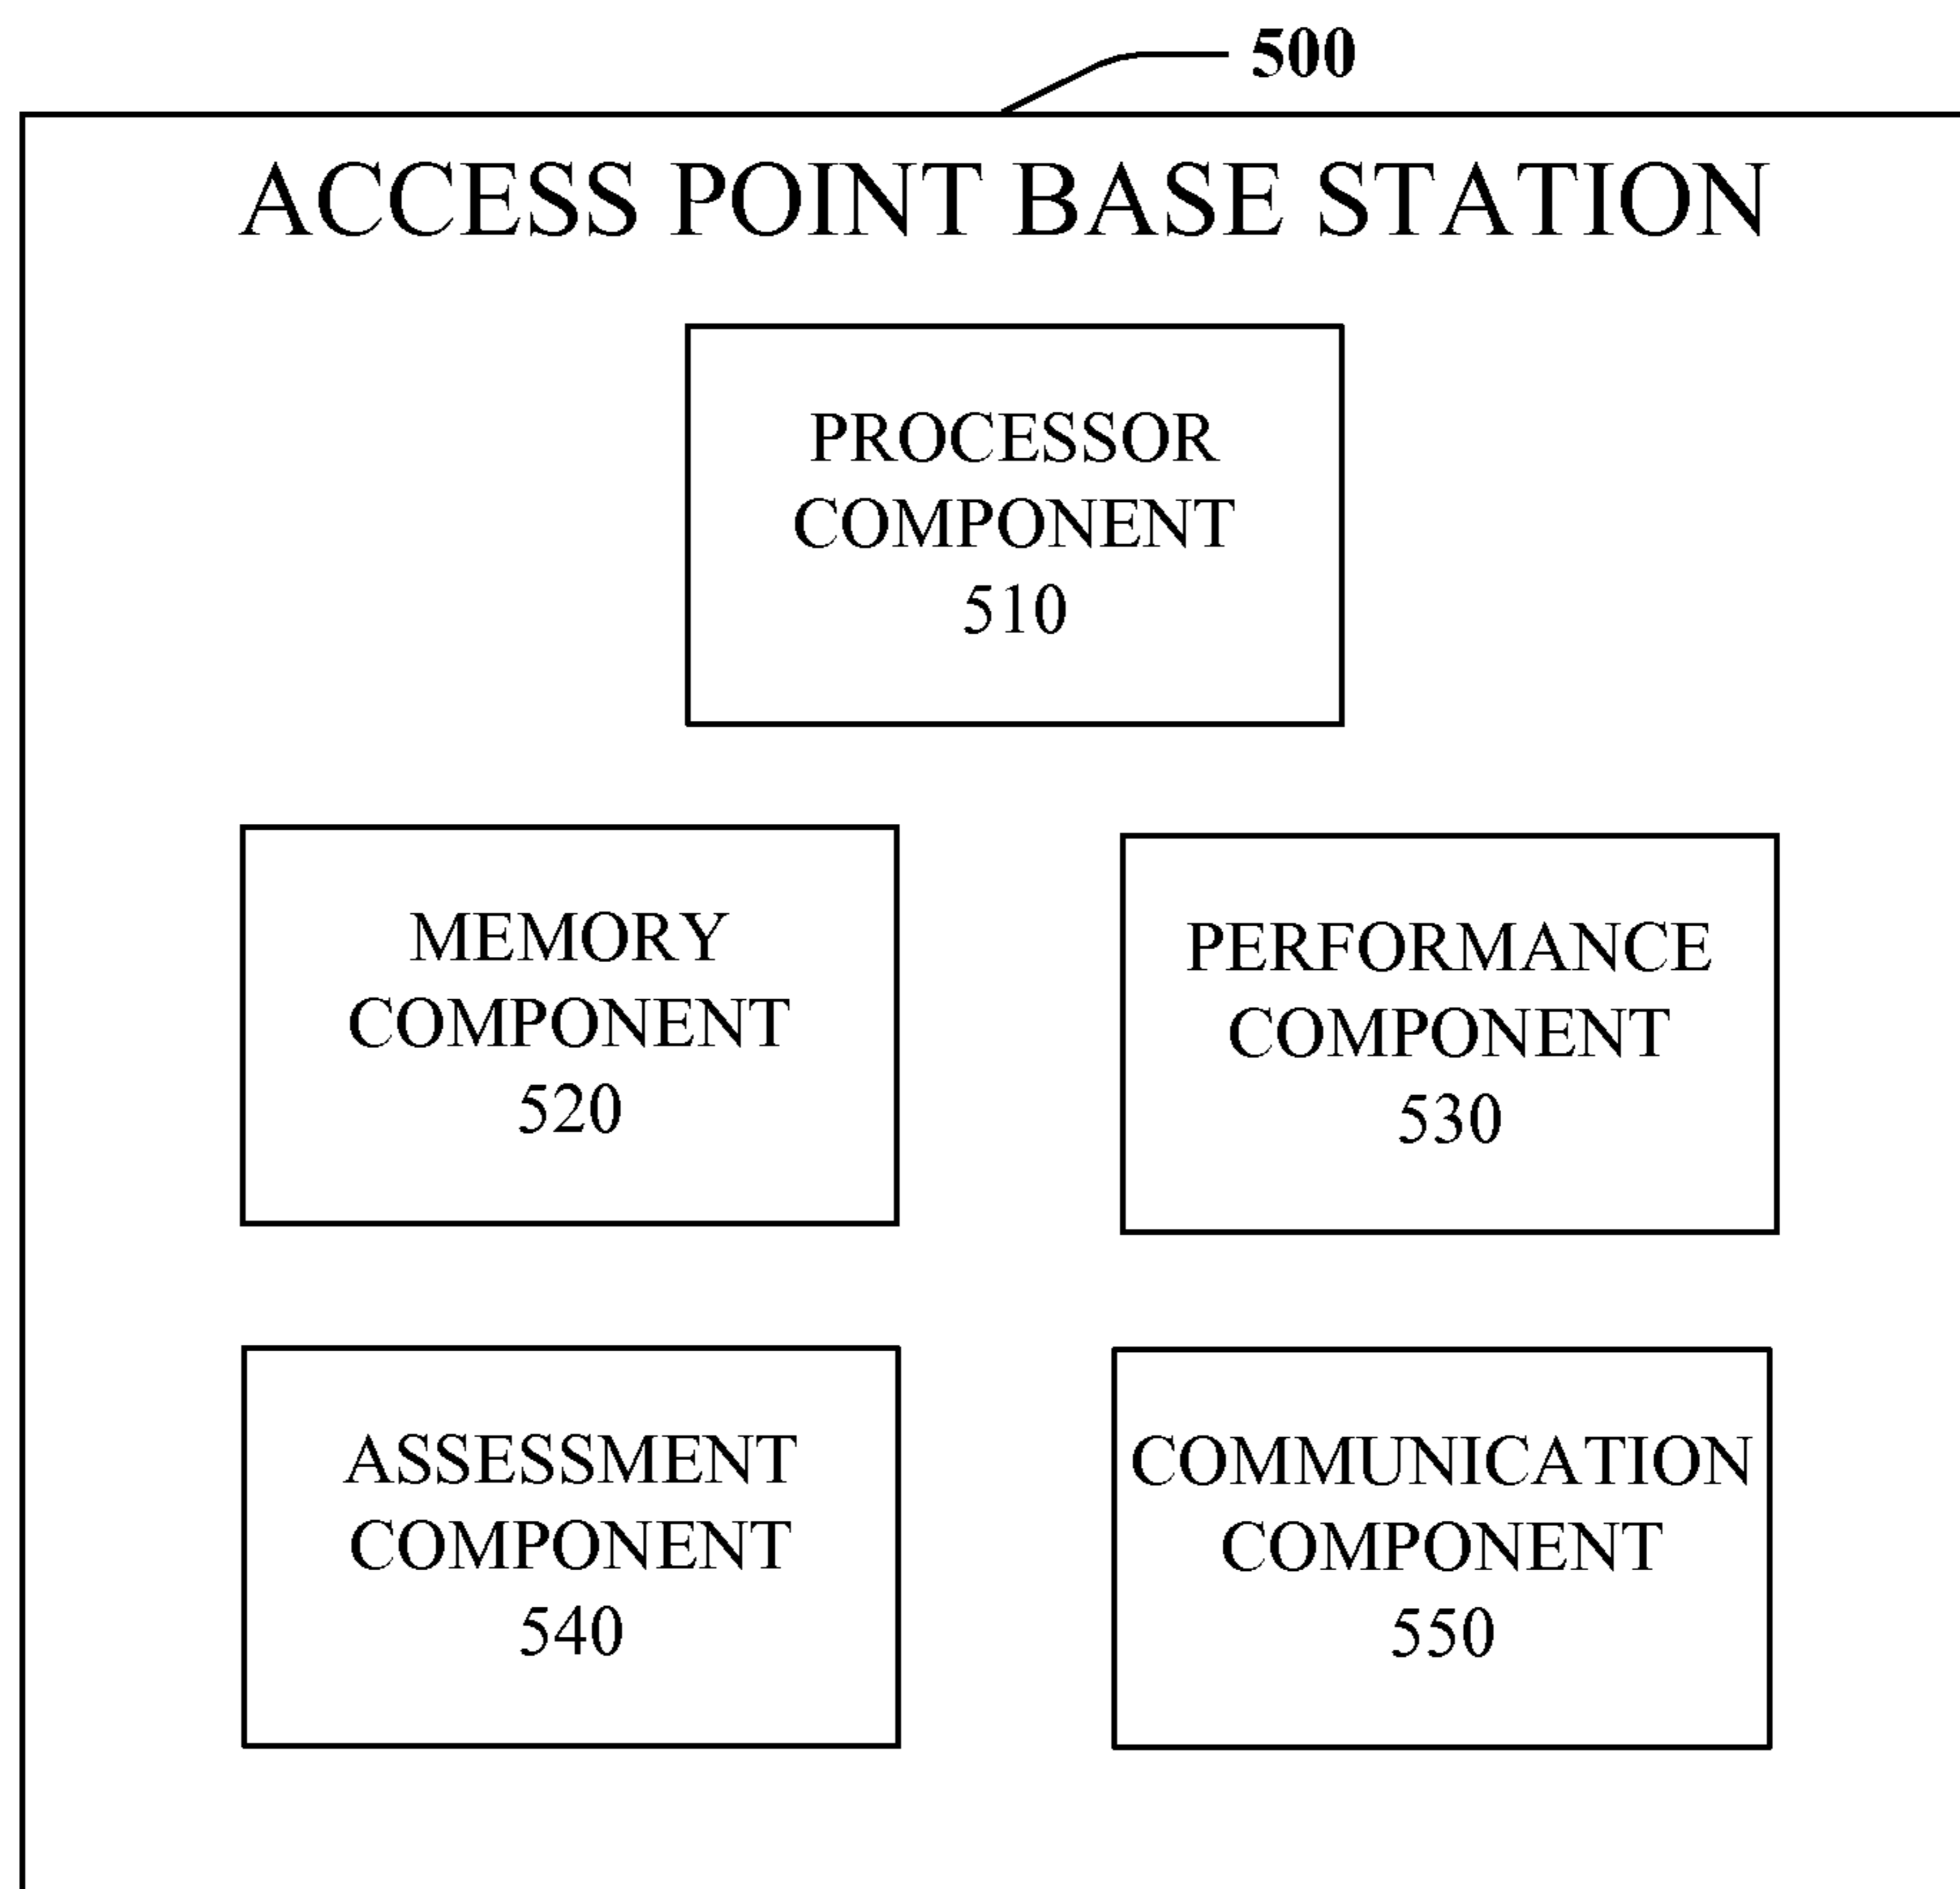 500
ACCESS POINT BASE STATION
PROCESSOR
COMPONENT
510
MEMORY
COMPONENT
520
PERFORMANCE
COMPONENT
530
ASSESSMENT
COMPONENT
540
COMMUNICATION
COMPONENT
550